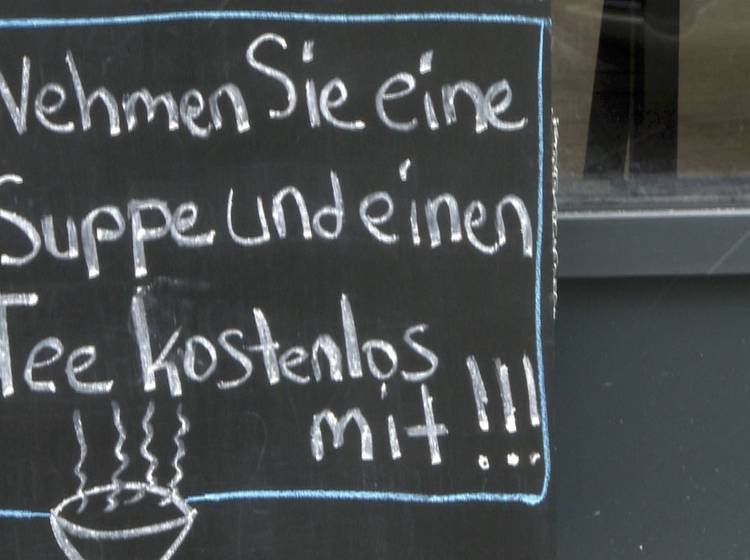 Nehmen Sie eine
Suppe und einen
Tee kostenlos
mit !!!